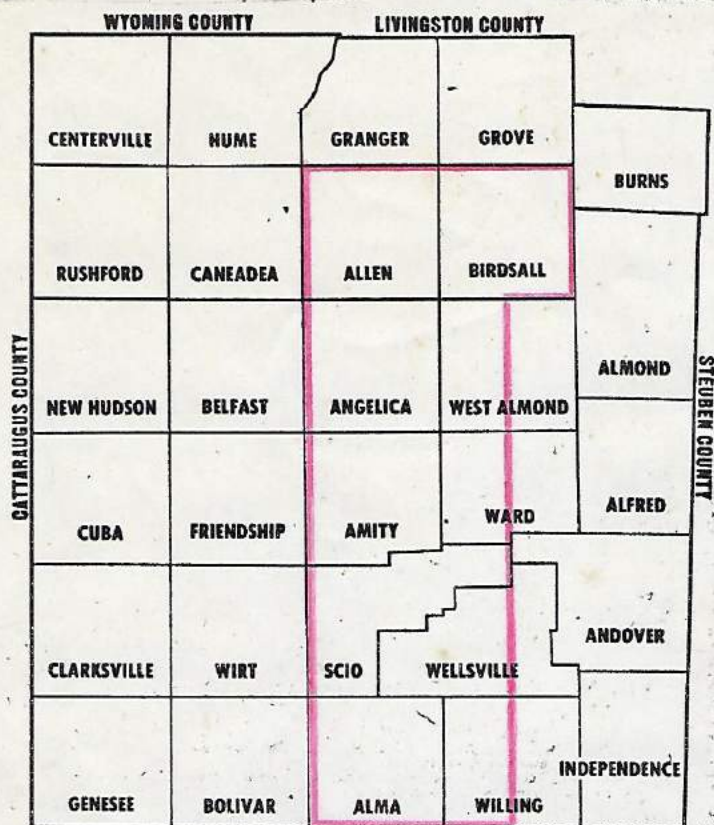 WYOMING COUNTY
LIVINGSTON COUNTY
CENTERVILLE
HUME
GRANGER
GROVE
BURNS
RUSHFORD
CANEADEA
ALLEN
BIRDSALL
CATTARAUGUS COUNTY
NEW HUDSON
BELFAST
ANGELICA
WEST ALMOND
ALMOND
STEUBEN COUNTY
CUBA
FRIENDSHIP
AMITY
WARD
ALFRED
CLARKSVILLE
WIRT
SCIO
WELLSVILLE
ANDOVER
GENESEE
BOLIVAR
ALMA
WILLING
INDEPENDENCE